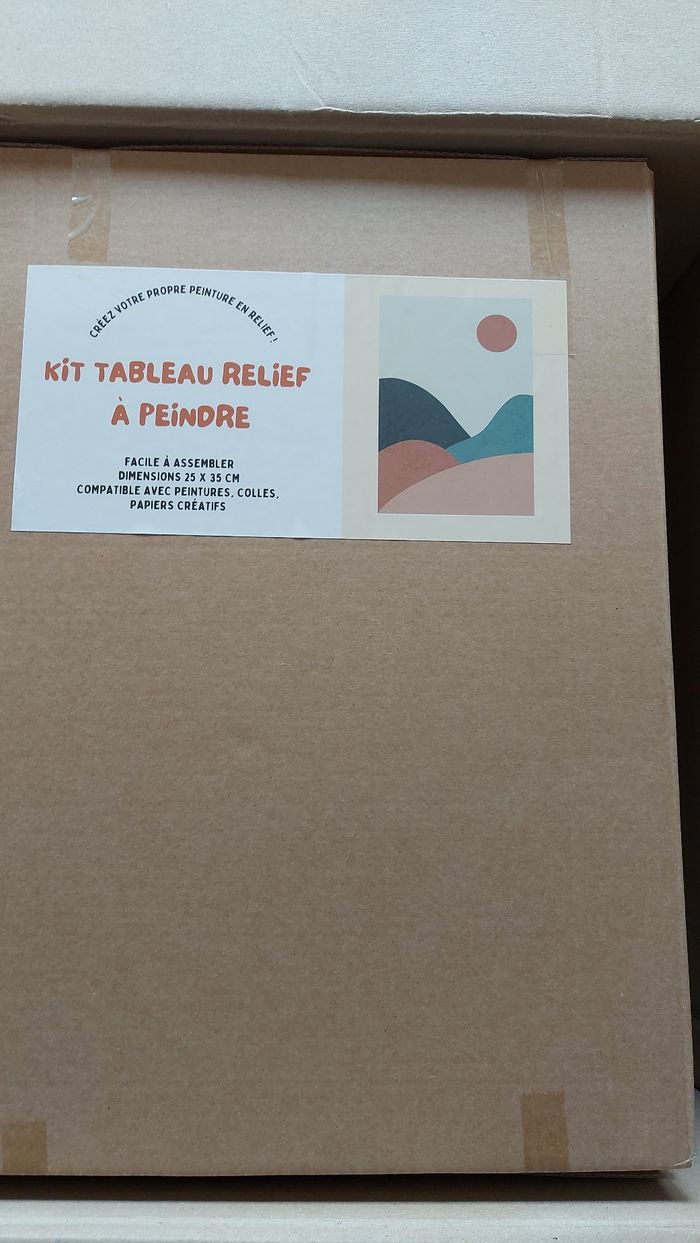 CRÉEZ VOTRE PROPRE PEINTURE EN RELIEF !
KIT TABLEAU RELIEF
À PEINDRE
FACILE À ASSEMBLER
DIMENSIONS 25 X 35 CM
COMPATIBLE AVEC PEINTURES, COLLES,
PAPIERS CRÉATIFS